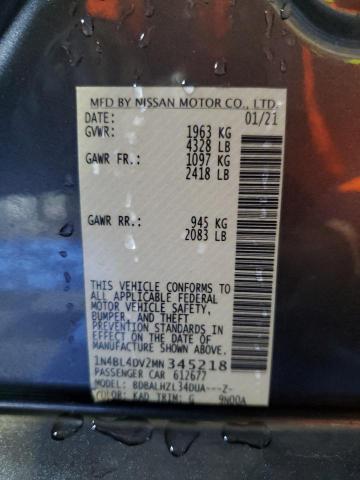 MFD BY NISSAN MOTOR CO., LTD.
DATE: 01/21
GVWR: 1963 KG
4328 LB
GAWR FR.: 1097 KG
2418 LB
GAWR RR.: 945 KG
2083 LB
THIS VEHICLE CONFORMS TO
ALL APPLICABLE FEDERAL
MOTOR VEHICLE SAFETY,
BUMPER, AND THEFT
PREVENTION STANDARDS IN
EFFECT ON THE DATE OF
MANUFACTURE SHOWN ABOVE.
1N4BL4DV2MN345218
PASSENGER CAR 612677
MODEL: BDBALHZL34DUA---Z-
COLOR: KAD TRIM: G 9N00A